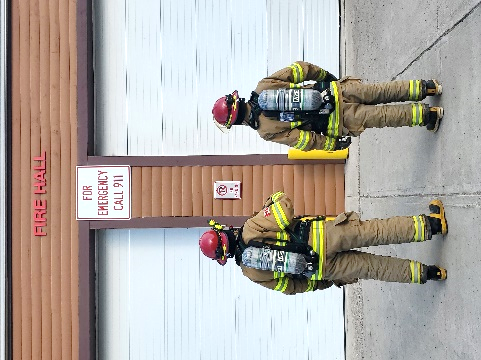 FIRE HALL
FOR
EMERGENCY
CALL 911